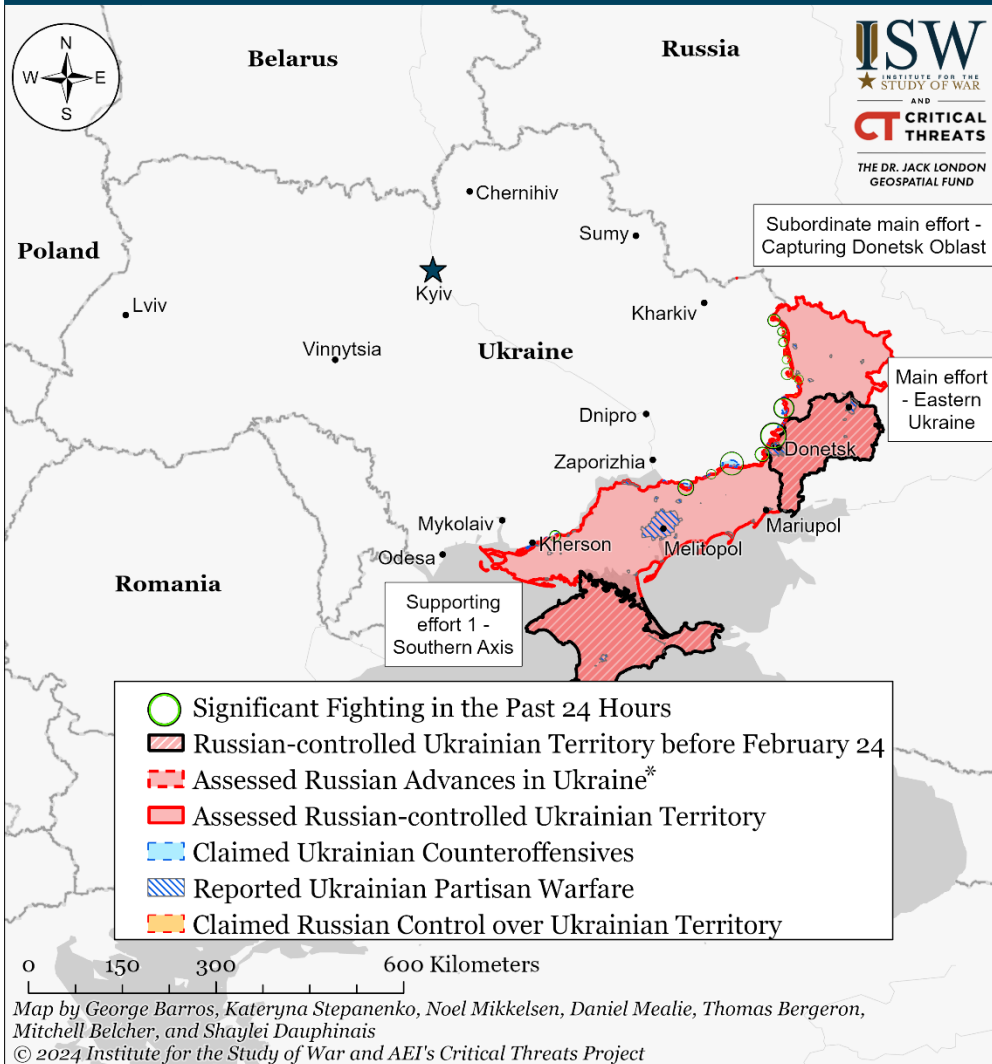 N
W
E
S
Belarus
Russia
ISW
INSTITUTE FOR THE
STUDY OF WAR
AND
CT CRITICAL
THREATS
THE DR. JACK LONDON
GEOSPATIAL FUND
Chernihiv
Subordinate main effort -
Capturing Donetsk Oblast
Sumy
Poland
Kyiv
Lviv
Kharkiv
Vinnytsia
Ukraine
Main effort
- Eastern
Ukraine
Dnipro
Donetsk
Zaporizhia
Mykolaiv
Mariupol
Kherson
Melitopol
Odesa
Romania
Supporting
effort 1 -
Southern Axis
Significant Fighting in the Past 24 Hours
Russian-controlled Ukrainian Territory before February 24
Assessed Russian Advances in Ukraine*
Assessed Russian-controlled Ukrainian Territory
Claimed Ukrainian Counteroffensives
Reported Ukrainian Partisan Warfare
Claimed Russian Control over Ukrainian Territory
0 150 300 600 Kilometers
Map by George Barros, Kateryna Stepanenko, Noel Mikkelsen, Daniel Mealie, Thomas Bergeron,
Mitchell Belcher, and Shaylei Dauphinais
© 2024 Institute for the Study of War and AEI's Critical Threats Project